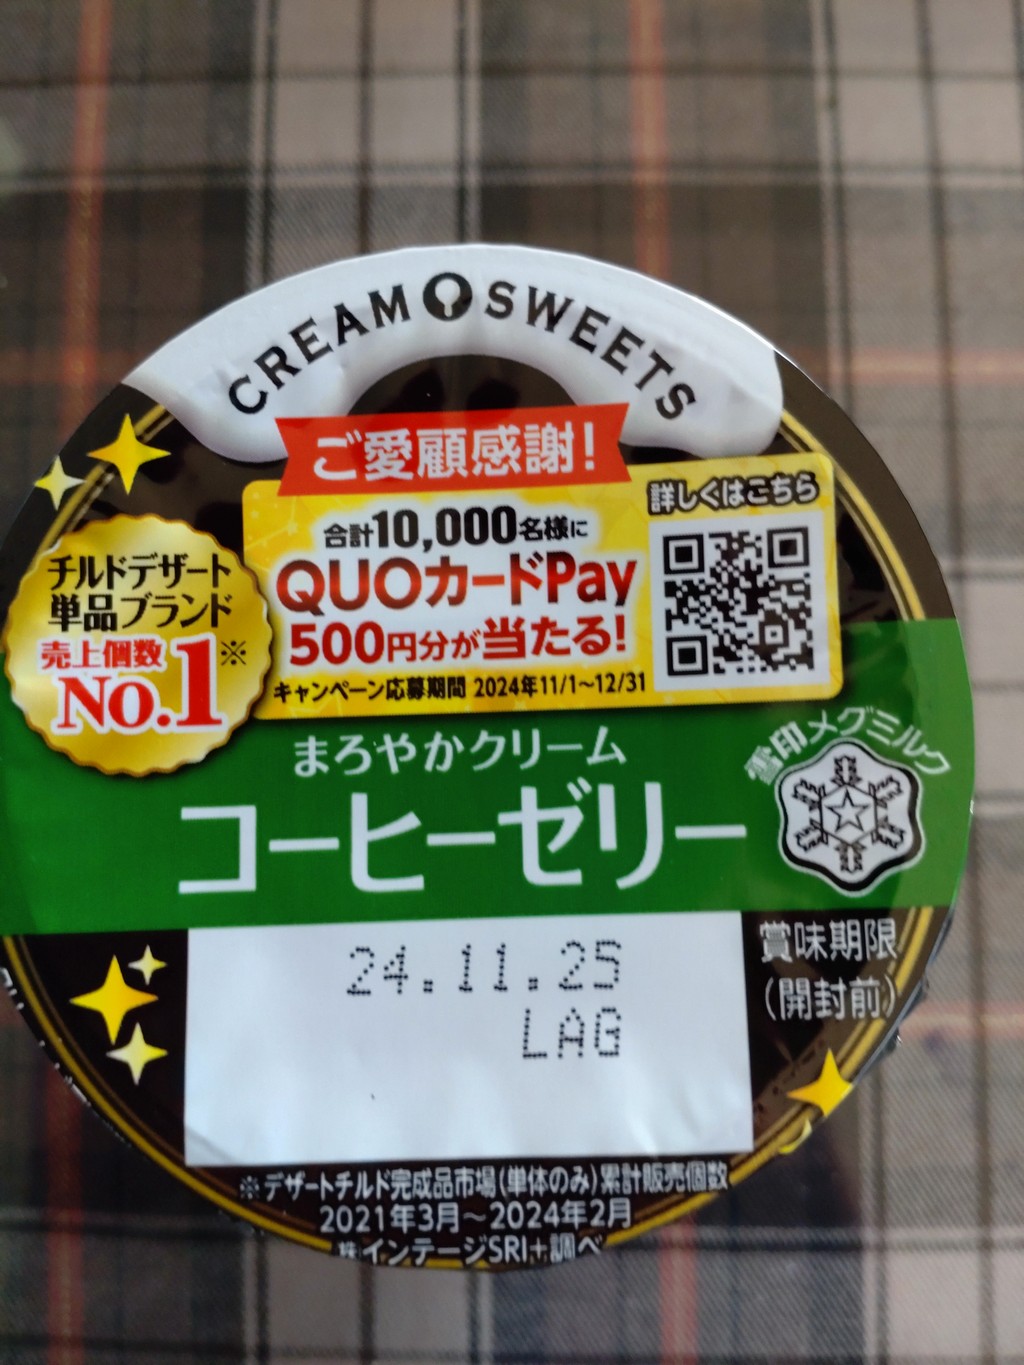 CREAM SWEETS
ご愛顧感謝!
詳しくはこちら
合計10,000名様に
QUOカードPay
500円分が当たる!
キャンペーン応募期間 2024年11/1〜12/31
チルドデザート
単品ブランド
売上個数
No.1※
まろやかクリーム
コーヒーゼリー
雪印メグミルク
24.11.25
LAG
賞味期限
(開封前)
※デザートチルド完成品市場(単体のみ)累計販売個数
2021年3月〜2024年2月
㈱インテージSRI+調べ